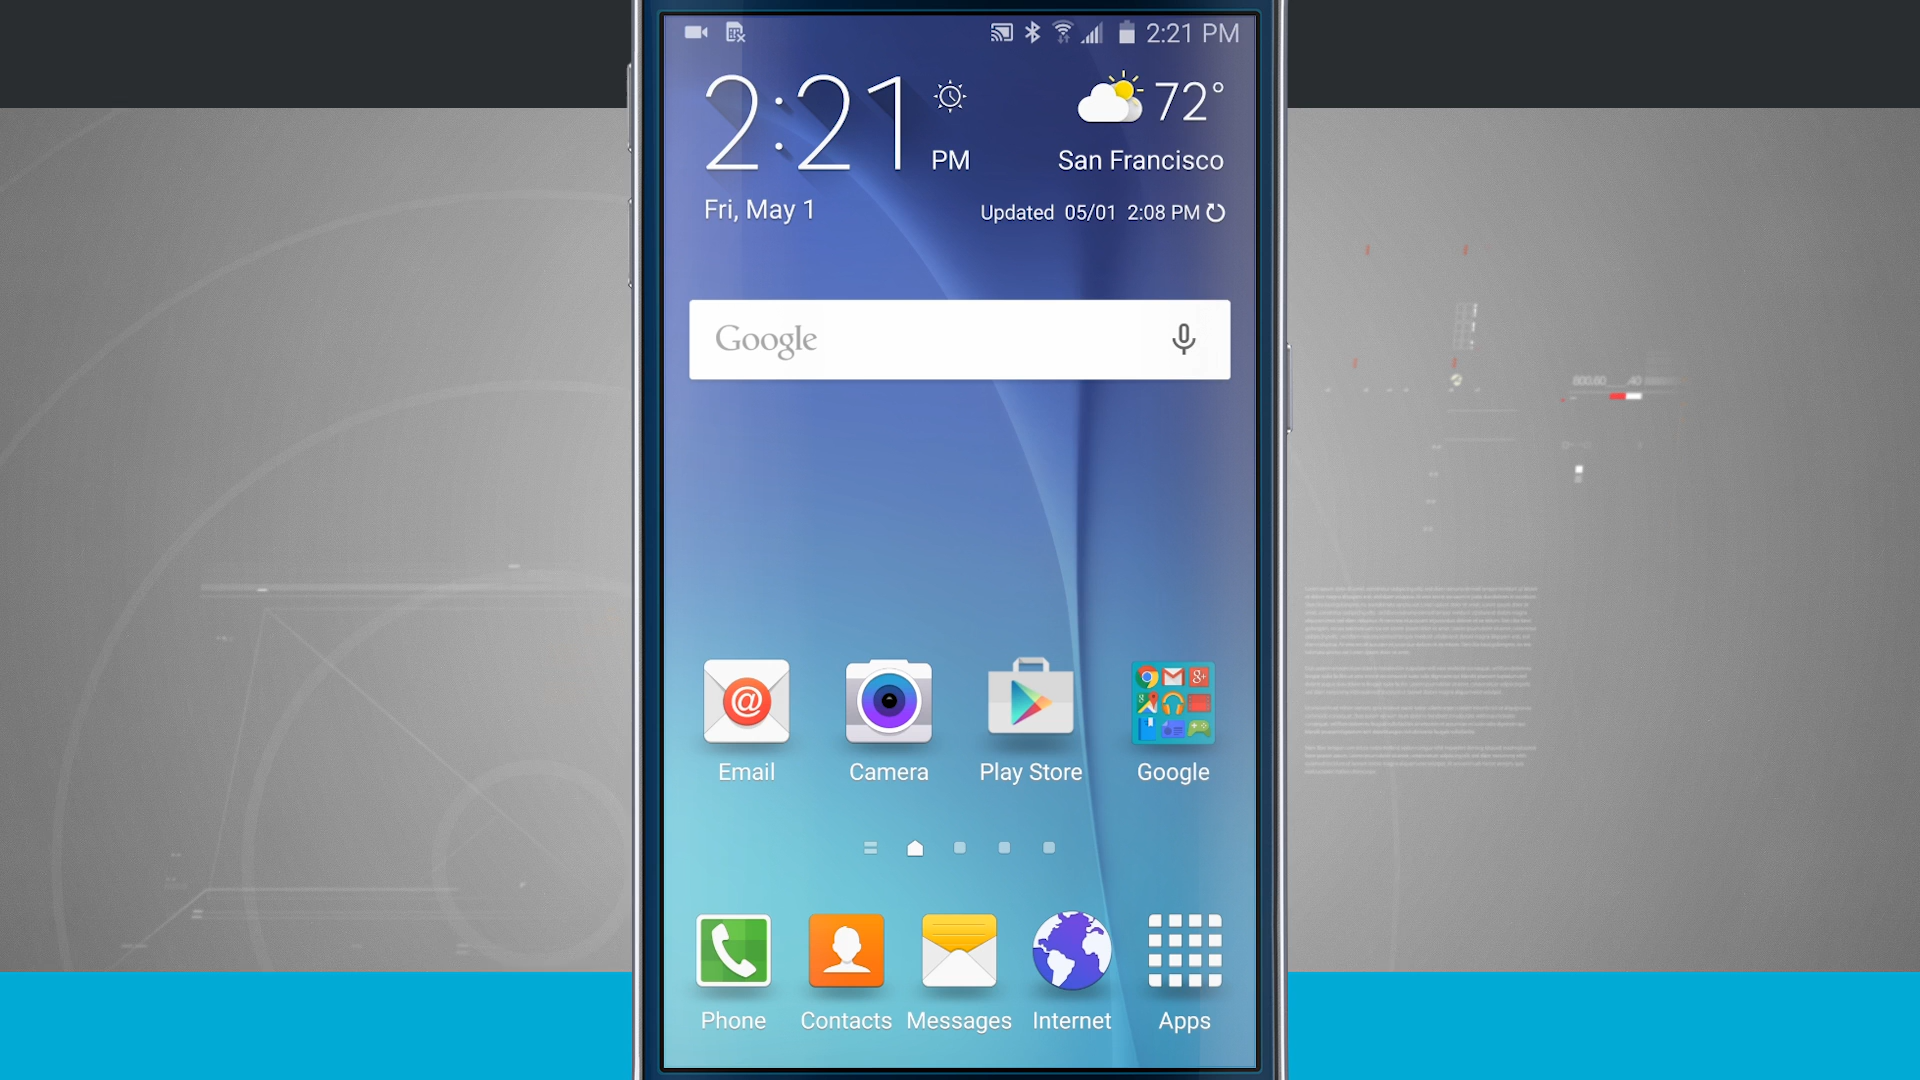 2:21 PM
2:21 PM
72°
San Francisco
Fri, May 1
Updated 05/01 2:08 PM
Google
Email
Camera
Play Store
Google
Phone
Contacts
Messages
Internet
Apps